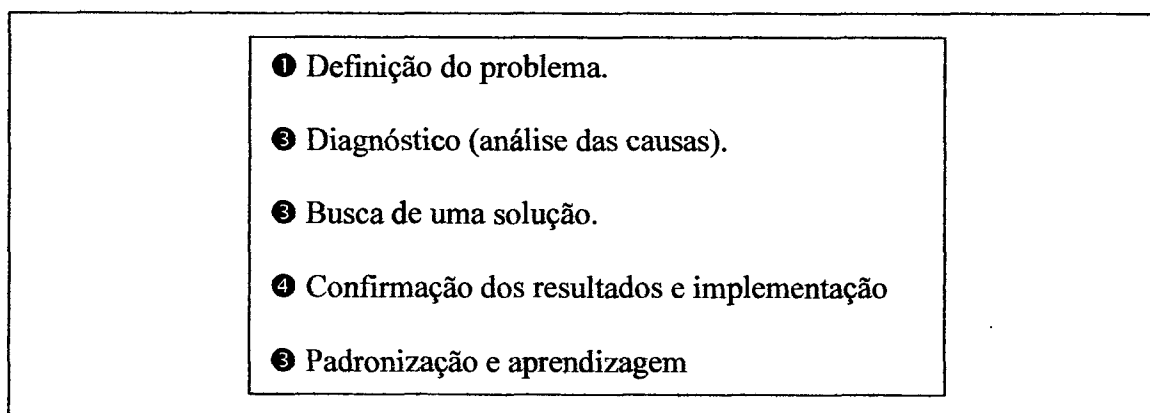 ❶ Definição do problema.
❸ Diagnóstico (análise das causas).
❸ Busca de uma solução.
❹ Confirmação dos resultados e implementação
❸ Padronização e aprendizagem